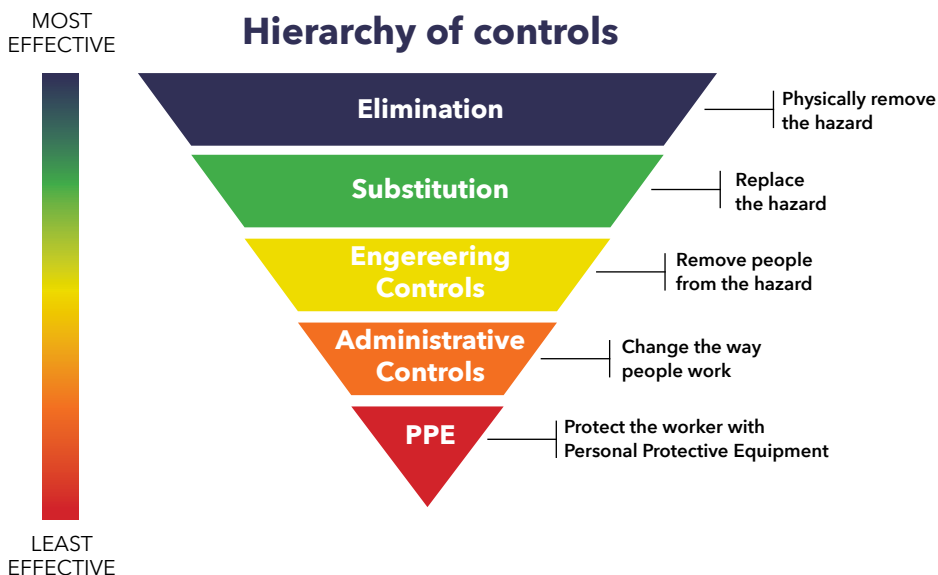 MOST
EFFECTIVE
Hierarchy of controls
Elimination
Physically remove
the hazard
Substitution
Replace
the hazard
Engereering
Controls
Remove people
from the hazard
Administrative
Controls
Change the way
people work
PPE
Protect the worker with
Personal Protective Equipment
LEAST
EFFECTIVE